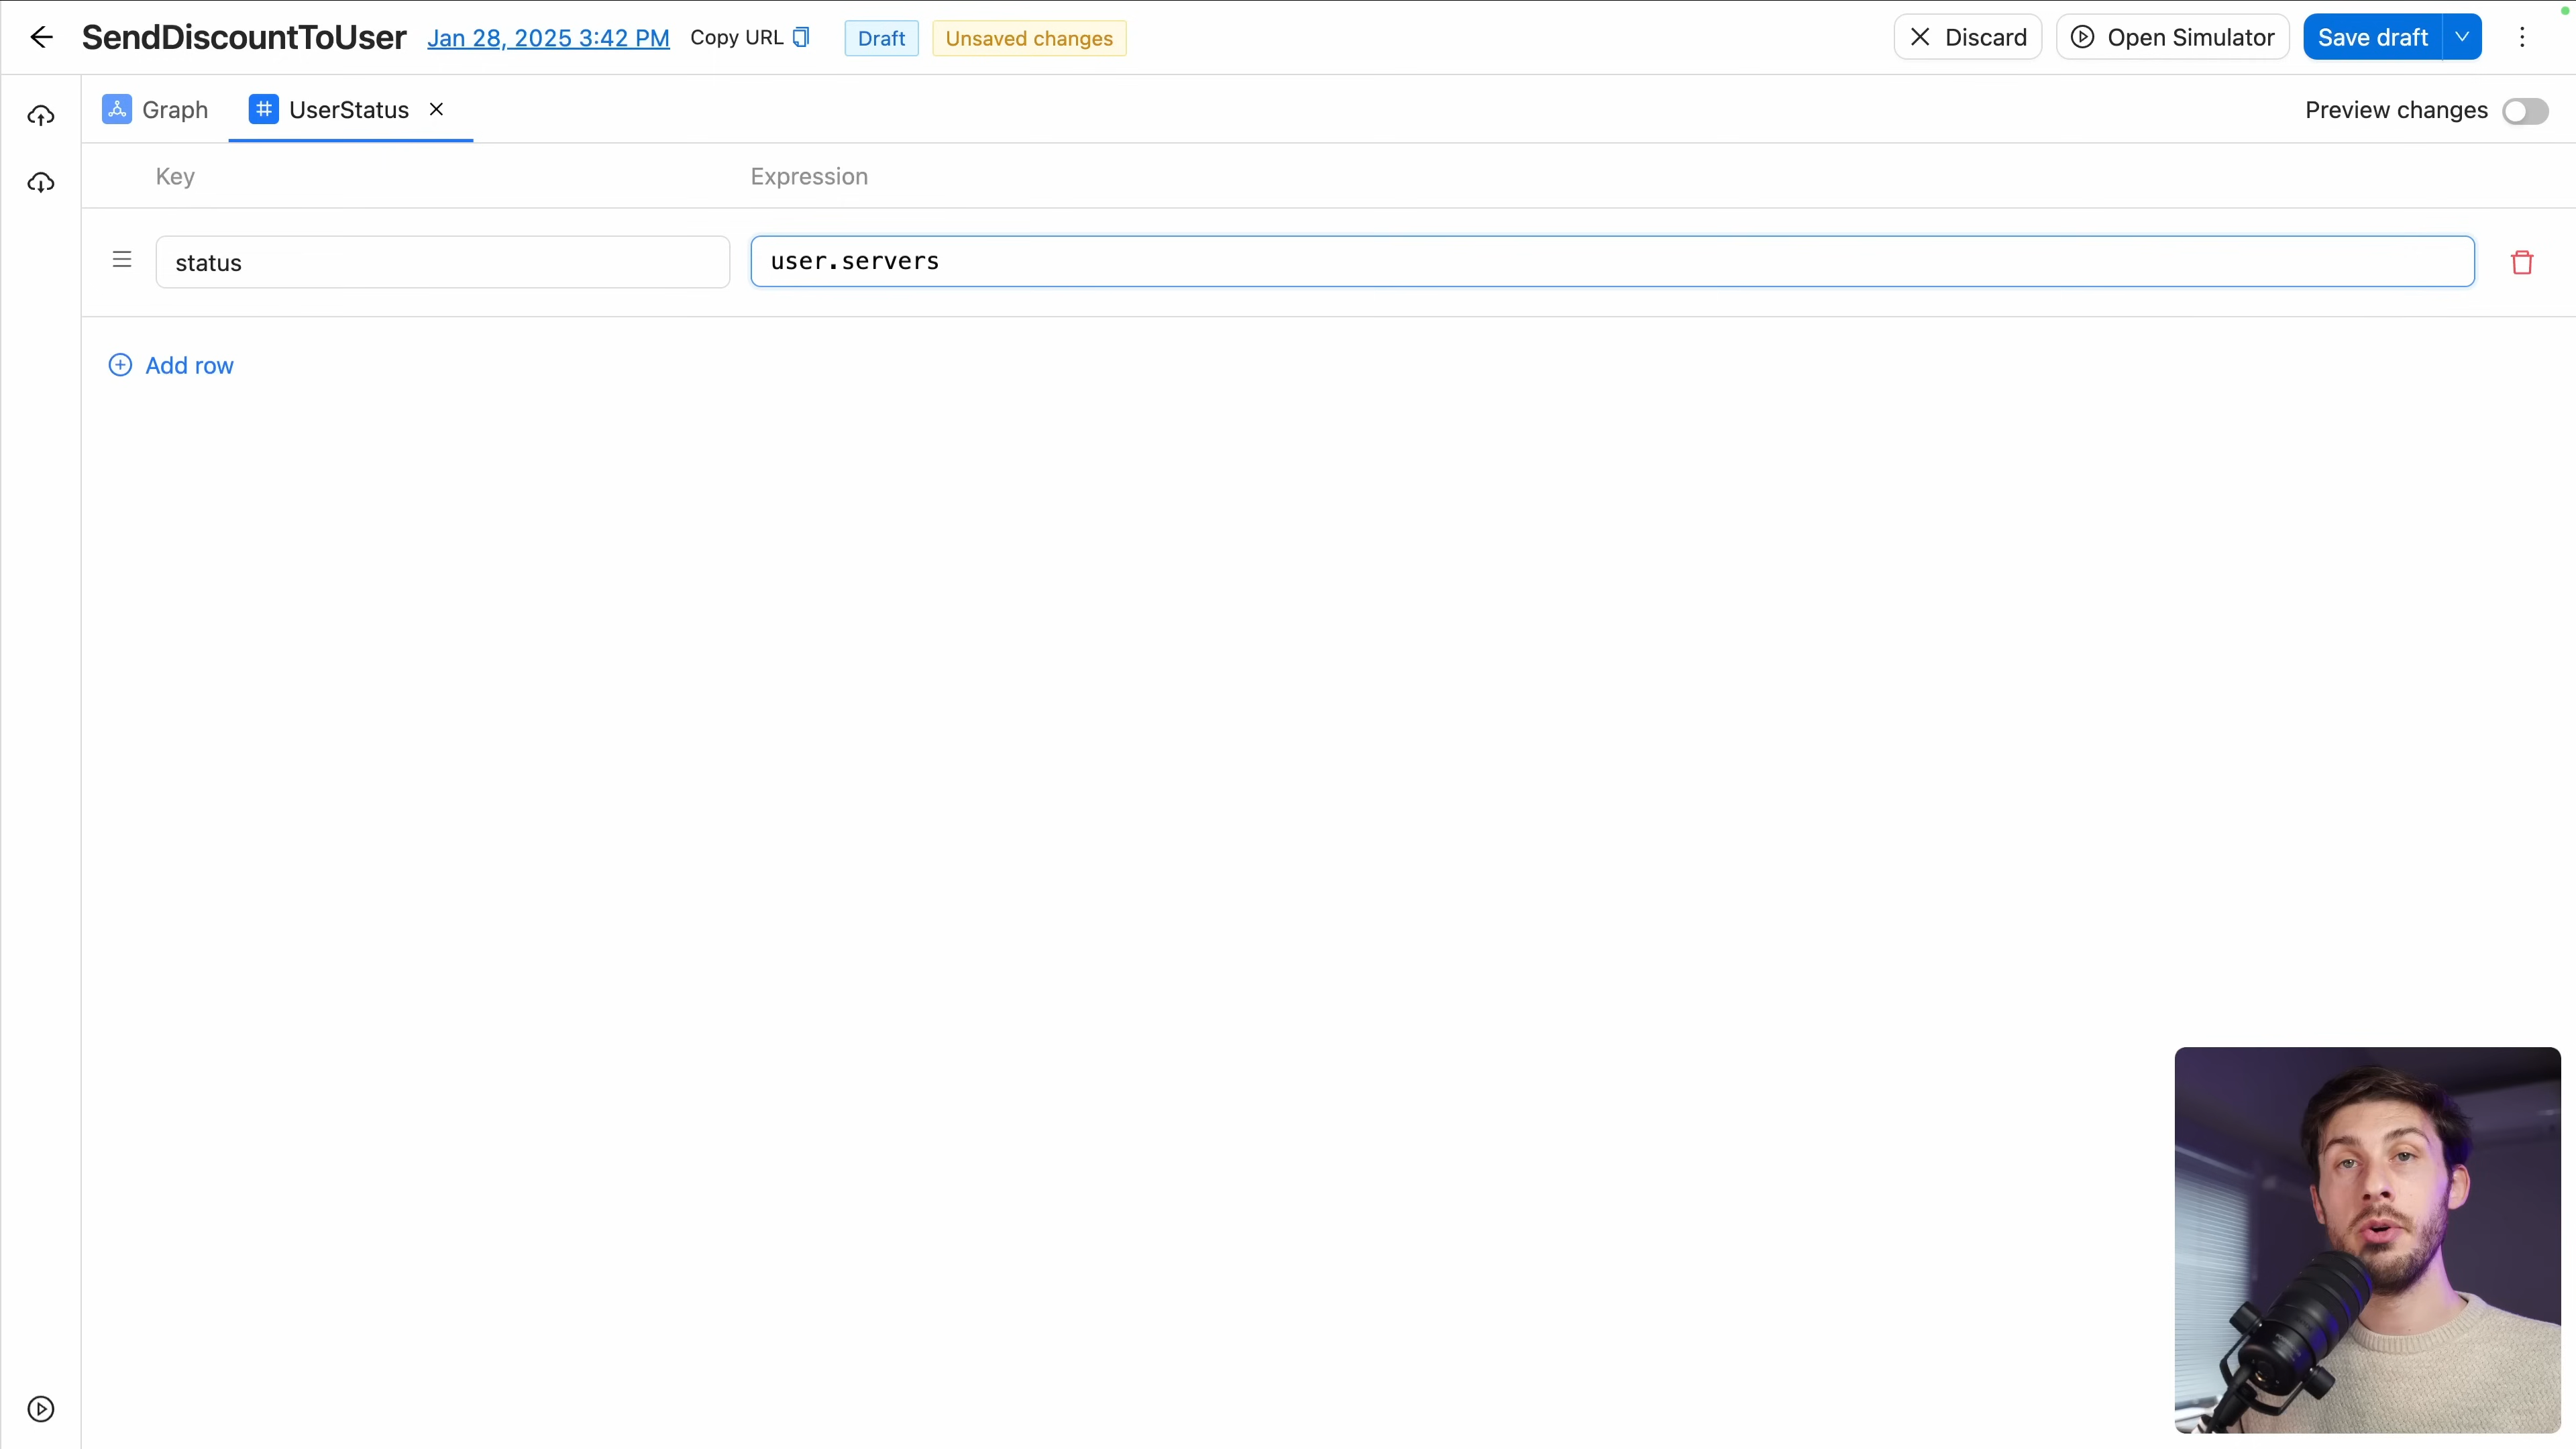 SendDiscountToUser Jan 28, 2025 3:42 PM Copy URL Draft Unsaved changes Discard Open Simulator Save draft
Graph UserStatus Preview changes
Key Expression
status user.servers
Add row